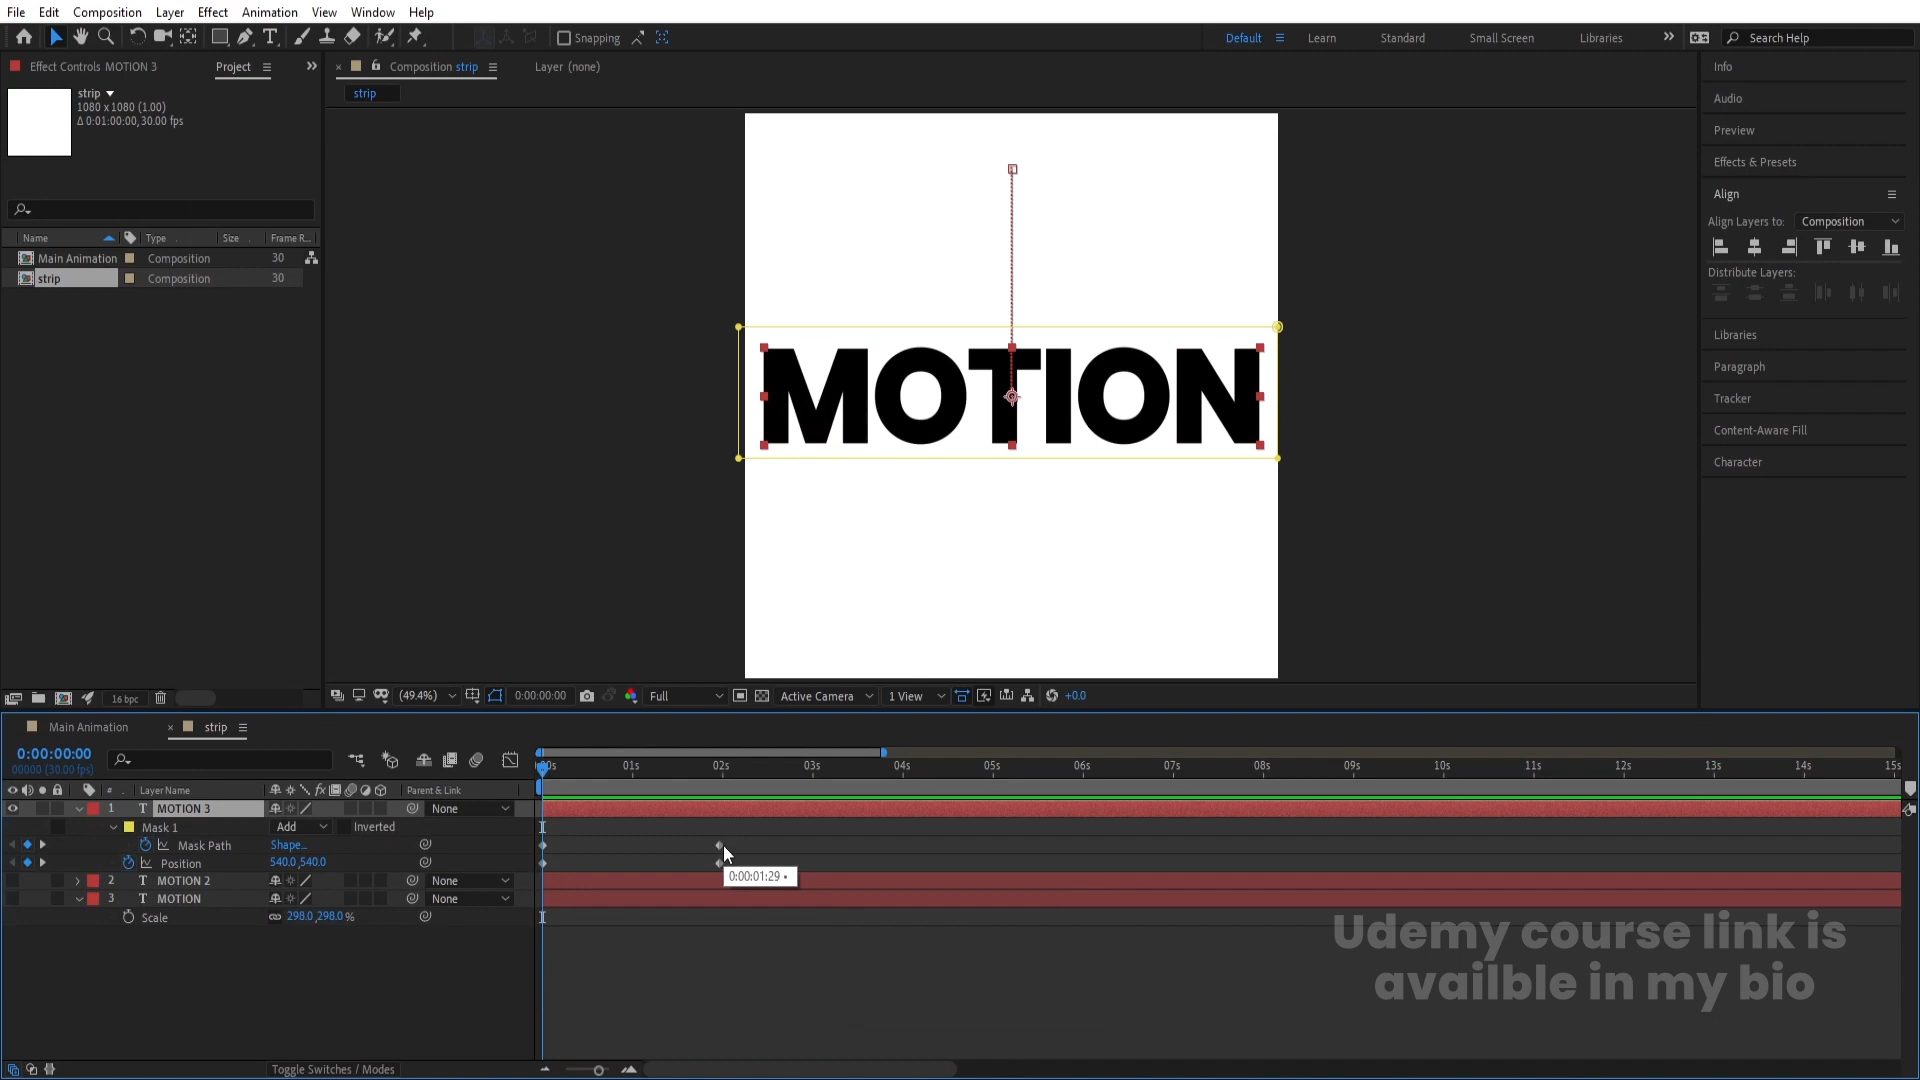 File Edit Composition Layer Effect Animation View Window Help
Snapping Default Learn Standard Small Screen Libraries Search Help
Effect Controls MOTION 3 Project
Composition strip Layer (none)
strip
strip
1080 x 1080 (1.00)
Δ 0:01:00:00, 30.00 fps
Name Type Size Frame R...
Main Animation Composition 30
strip Composition 30
16 bpc
MOTION
(49.4%) 0:00:00:00 Full Active Camera 1 View +0.0
Info
Audio
Preview
Effects & Presets
Align
Align Layers to: Composition
Distribute Layers:
Libraries
Paragraph
Tracker
Content-Aware Fill
Character
Main Animation strip
0:00:00:00
00000 (30.00 fps)
:00s 01s 02s 03s 04s 05s 06s 07s 08s 09s 10s 11s 12s 13s 14s 15s
# Layer Name Parent & Link
1 T MOTION 3 None
Mask 1 Add Inverted
Mask Path Shape...
Position 540.0,540.0
0:00:01:29
2 T MOTION 2 None
3 T MOTION None
Scale 298.0,298.0%
Toggle Switches / Modes
Udemy course link is
availble in my bio